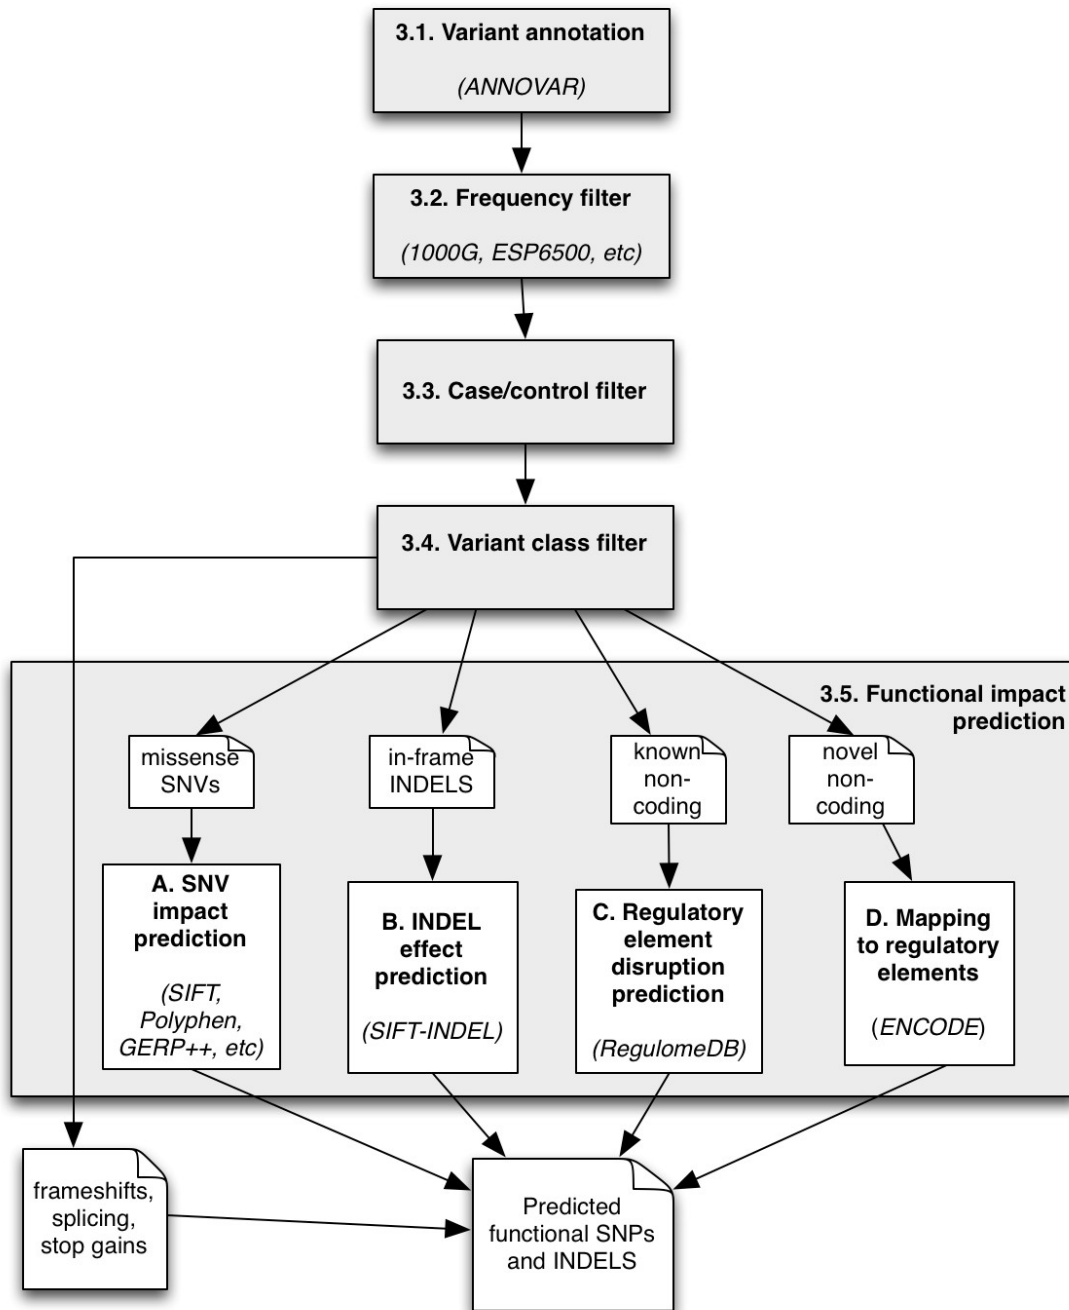 3.1. Variant annotation
(ANNOVAR)
3.2. Frequency filter
(1000G, ESP6500, etc)
3.3. Case/control filter
3.4. Variant class filter
3.5. Functional impact
prediction
missense
SNVs
in-frame
INDELS
known
non-
coding
novel
non-
coding
A. SNV
impact
prediction
(SIFT,
Polyphen,
GERP++, etc)
B. INDEL
effect
prediction
(SIFT-INDEL)
C. Regulatory
element
disruption
prediction
(RegulomeDB)
D. Mapping
to regulatory
elements
(ENCODE)
frameshifts,
splicing,
stop gains
Predicted
functional SNPs
and INDELS